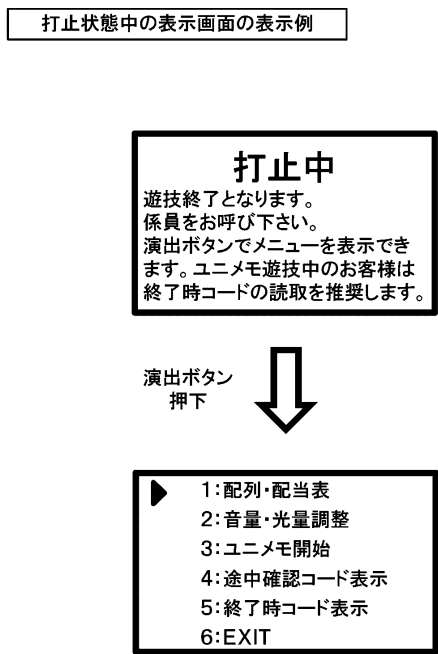 打止状態中の表示画面の表示例
打止中
遊技終了となります。
係員をお呼び下さい。
演出ボタンでメニューを表示でき
ます。ユニメモ遊技中のお客様は
終了時コードの読取を推奨します。
演出ボタン
押下
1:配列・配当表
2:音量・光量調整
3:ユニメモ開始
4:途中確認コード表示
5:終了時コード表示
6:EXIT